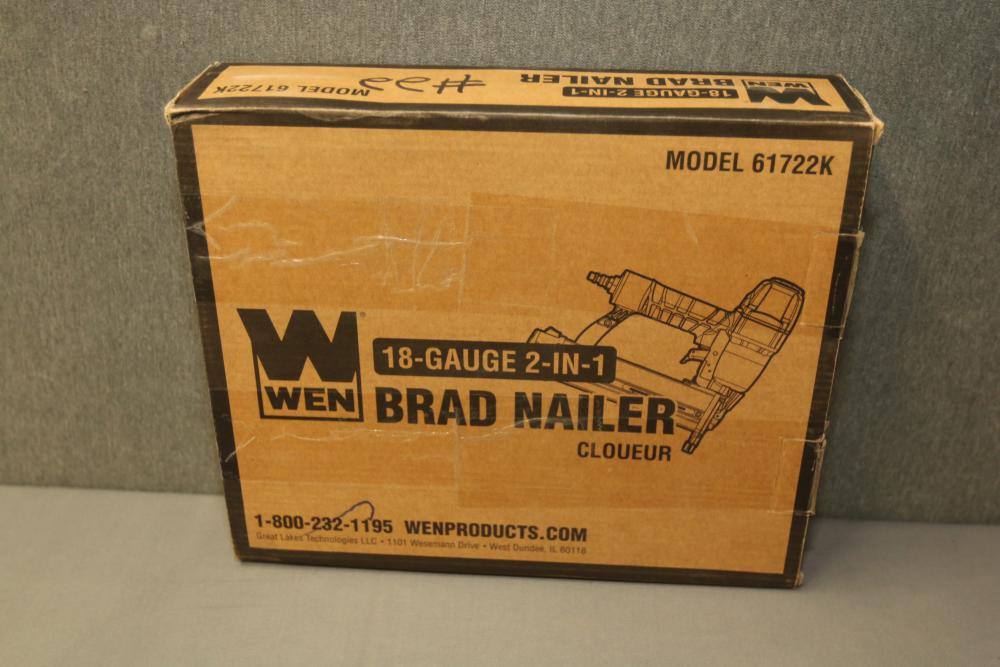 WEN
18-GAUGE 2-IN-1
BRAD NAILER
#22
MODEL 61722K
MODEL 61722K
W
WEN®
18-GAUGE 2-IN-1
BRAD NAILER
CLOUEUR
1-800-232-1195 WENPRODUCTS.COM
Great Lakes Technologies LLC • 1101 Wesemann Drive • West Dundee, IL 60118